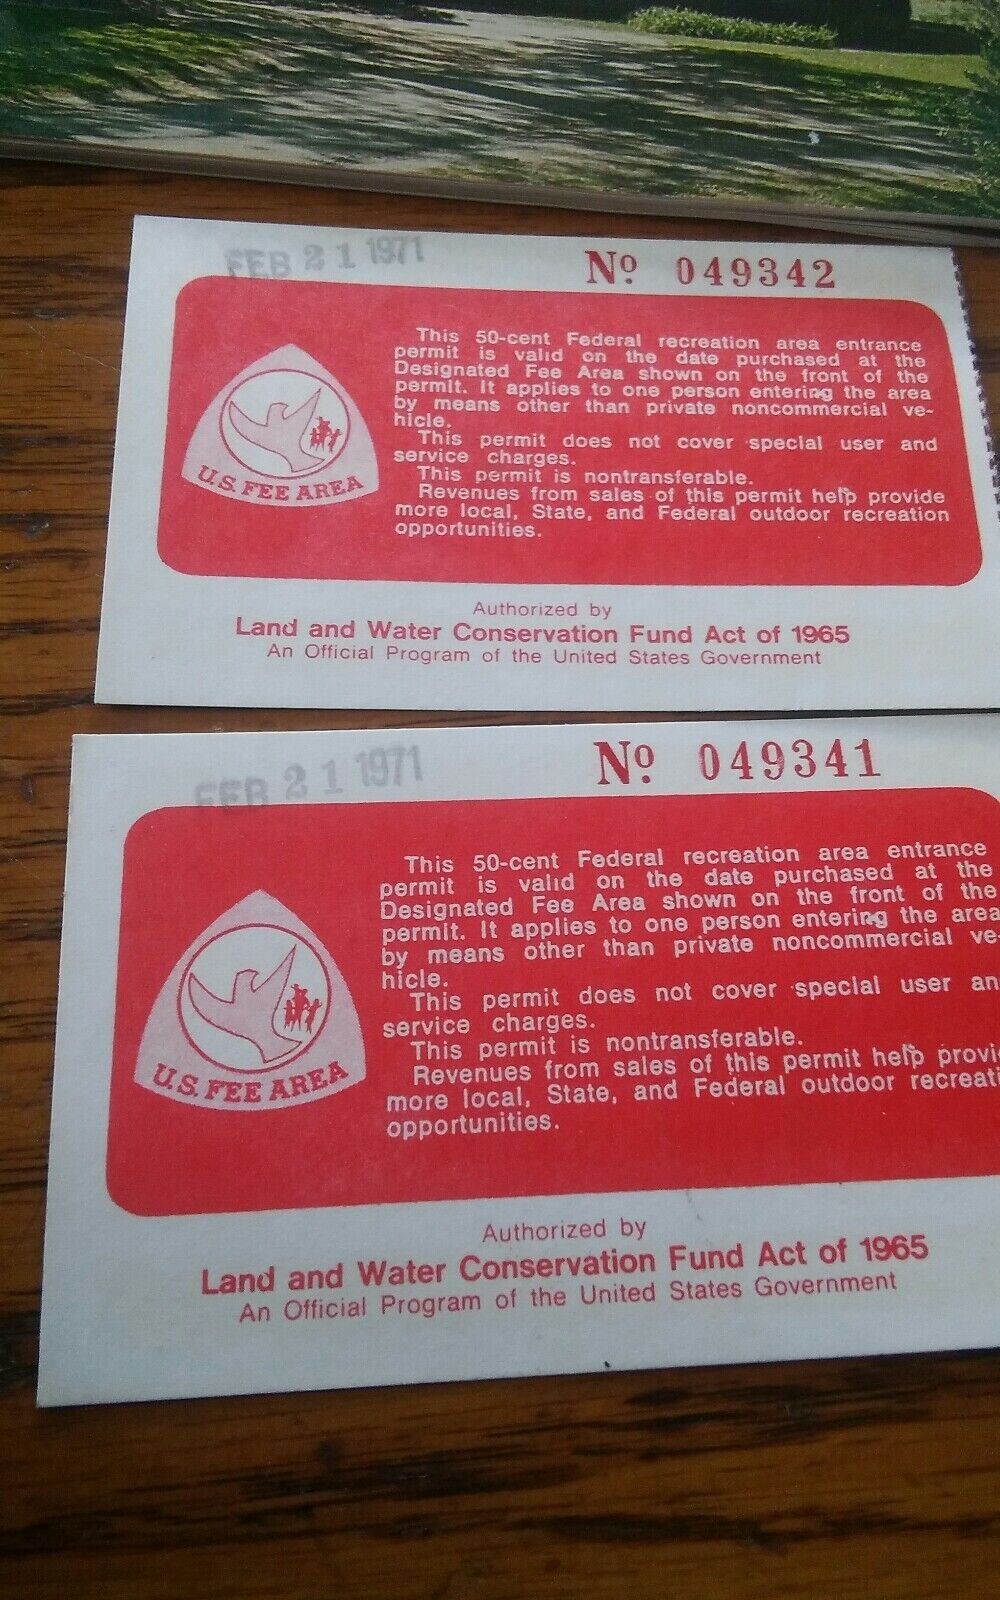 FEB 21 1971
No. 049342
This 50-cent Federal recreation area entrance
permit is valid on the date purchased at the
Designated Fee Area shown on the front of the
permit. It applies to one person entering the area
by means other than private noncommercial ve-
hicle.
This permit does not cover special user and
service charges.
This permit is nontransferable.
Revenues from sales of this permit help provide
more local, State, and Federal outdoor recreation
opportunities.
U.S. FEE AREA
Authorized by
Land and Water Conservation Fund Act of 1965
An Official Program of the United States Government
FEB 21 1971
No. 049341
This 50-cent Federal recreation area entrance
permit is valid on the date purchased at the
Designated Fee Area shown on the front of the
permit. It applies to one person entering the area
by means other than private noncommercial ve-
hicle.
This permit does not cover special user an
service charges.
This permit is nontransferable.
Revenues from sales of this permit help provi
more local, State, and Federal outdoor recreati
opportunities.
U.S. FEE AREA
Authorized by
Land and Water Conservation Fund Act of 1965
An Official Program of the United States Government